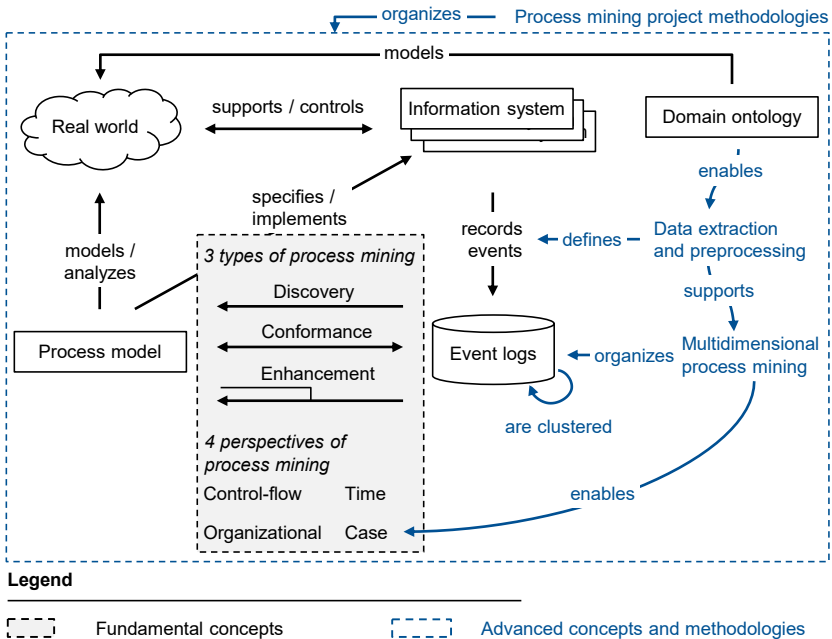 organizes
Process mining project methodologies
models
Real world
supports / controls
Information system
Domain ontology
enables
specifies /
implements
models /
analyzes
records
events
defines
Data extraction
and preprocessing
3 types of process mining
supports
Discovery
Process model
Conformance
Event logs
organizes
Multidimensional
process mining
Enhancement
are clustered
4 perspectives of
process mining
Control-flow
Time
enables
Organizational
Case
Legend
Fundamental concepts
Advanced concepts and methodologies